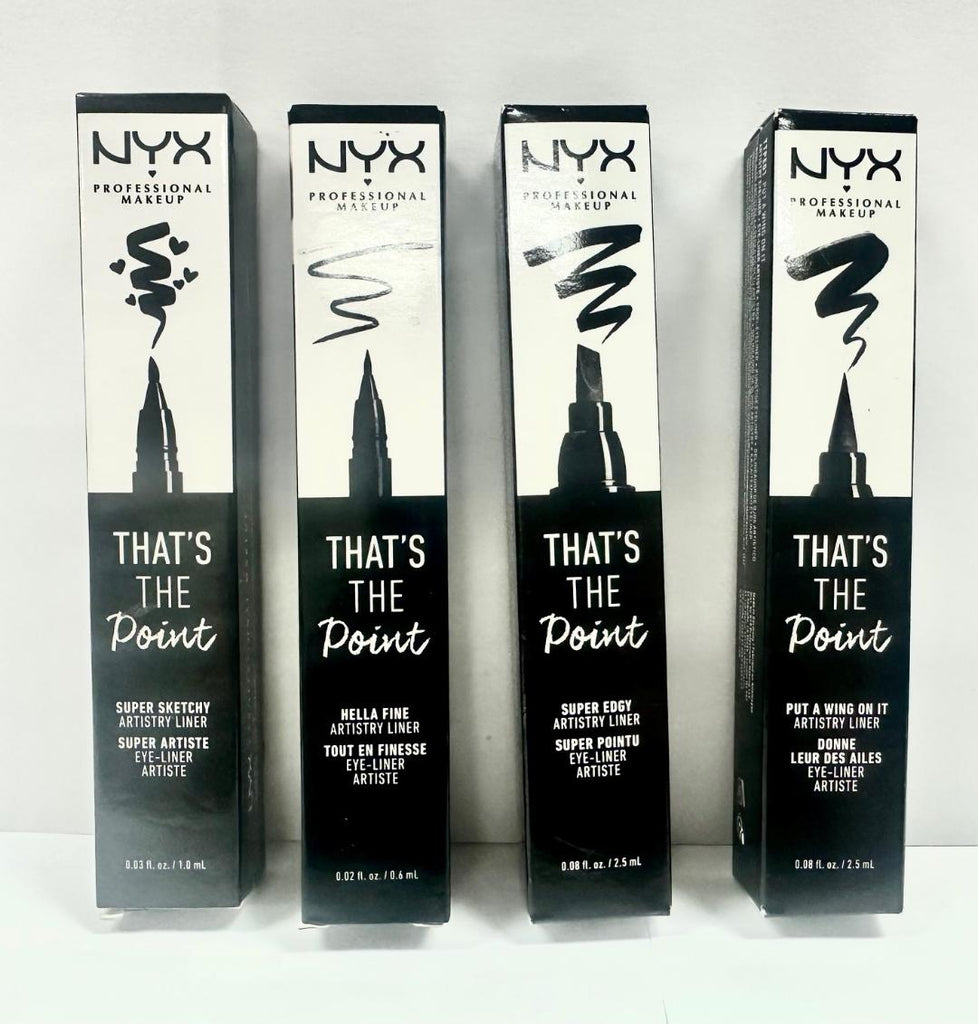 NYX
PROFESSIONAL
MAKEUP
THAT'S
THE
Point
SUPER SKETCHY
ARTISTRY LINER
SUPER ARTISTE
EYE-LINER
ARTISTE
0.03 fl. oz. / 1.0 mL
NYX
PROFESSIONAL
MAKEUP
THAT'S
THE
Point
HELLA FINE
ARTISTRY LINER
TOUT EN FINESSE
EYE-LINER
ARTISTE
0.02 fl. oz. / 0.6 mL
NYX
PROFESSIONAL
MAKEUP
THAT'S
THE
Point
SUPER EDGY
ARTISTRY LINER
SUPER POINTU
EYE-LINER
ARTISTE
0.08 fl. oz. / 2.5 mL
NYX
PROFESSIONAL
MAKEUP
THAT'S
THE
Point
PUT A WING ON IT
ARTISTRY LINER
DONNE
LEUR DES AILES
EYE-LINER
ARTISTE
0.08 fl. oz. / 2.5 mL